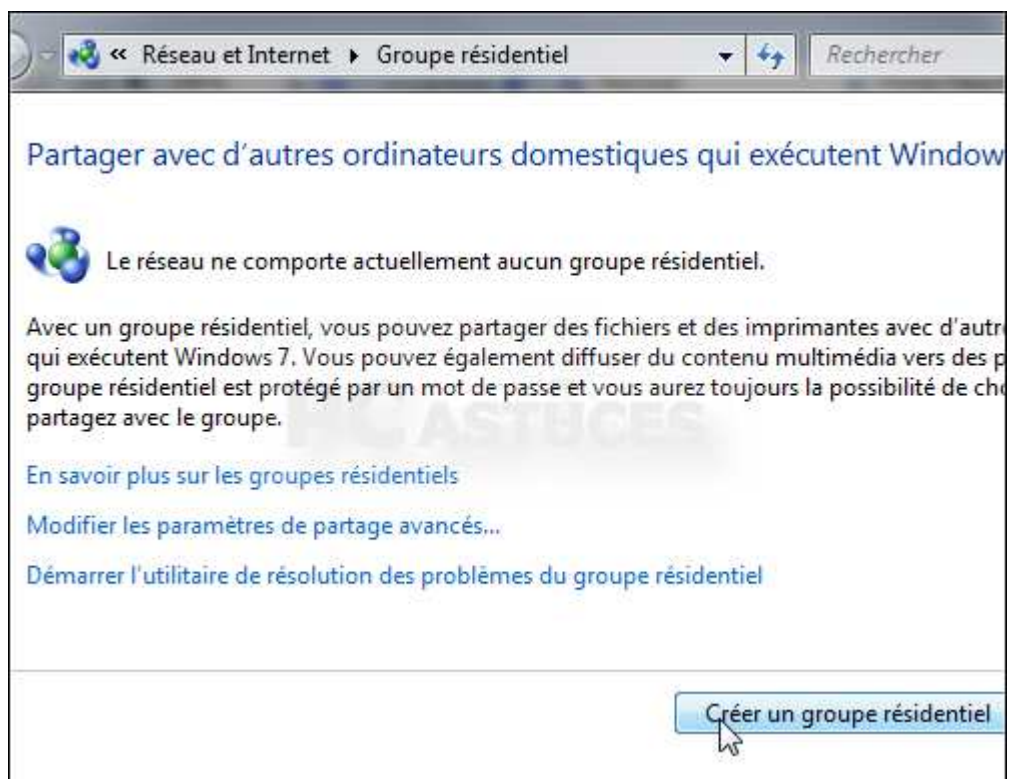 « Réseau et Internet ▸ Groupe résidentiel
Rechercher
Partager avec d'autres ordinateurs domestiques qui exécutent Window
Le réseau ne comporte actuellement aucun groupe résidentiel.
Avec un groupe résidentiel, vous pouvez partager des fichiers et des imprimantes avec d'autr
qui exécutent Windows 7. Vous pouvez également diffuser du contenu multimédia vers des p
groupe résidentiel est protégé par un mot de passe et vous aurez toujours la possibilité de cho
partagez avec le groupe.
PC ASTUCES
En savoir plus sur les groupes résidentiels
Modifier les paramètres de partage avancés...
Démarrer l'utilitaire de résolution des problèmes du groupe résidentiel
Créer un groupe résidentiel